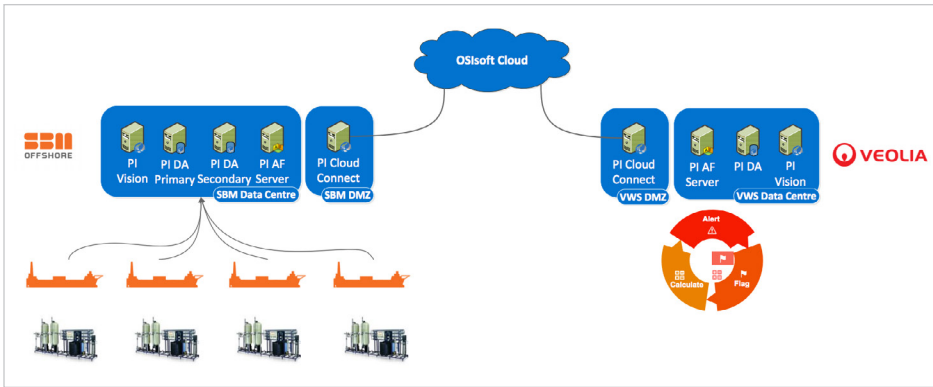 OSIsoft Cloud
SBM
OFFSHORE
PI
Vision
PI DA
Primary
PI DA
Secondary
PI AF
Server
SBM Data Centre
PI Cloud
Connect
SBM DMZ
PI Cloud
Connect
VWS DMZ
PI AF
Server
PI DA
PI
Vision
VWS Data Centre
VEOLIA
Alert
Calculate
Flag